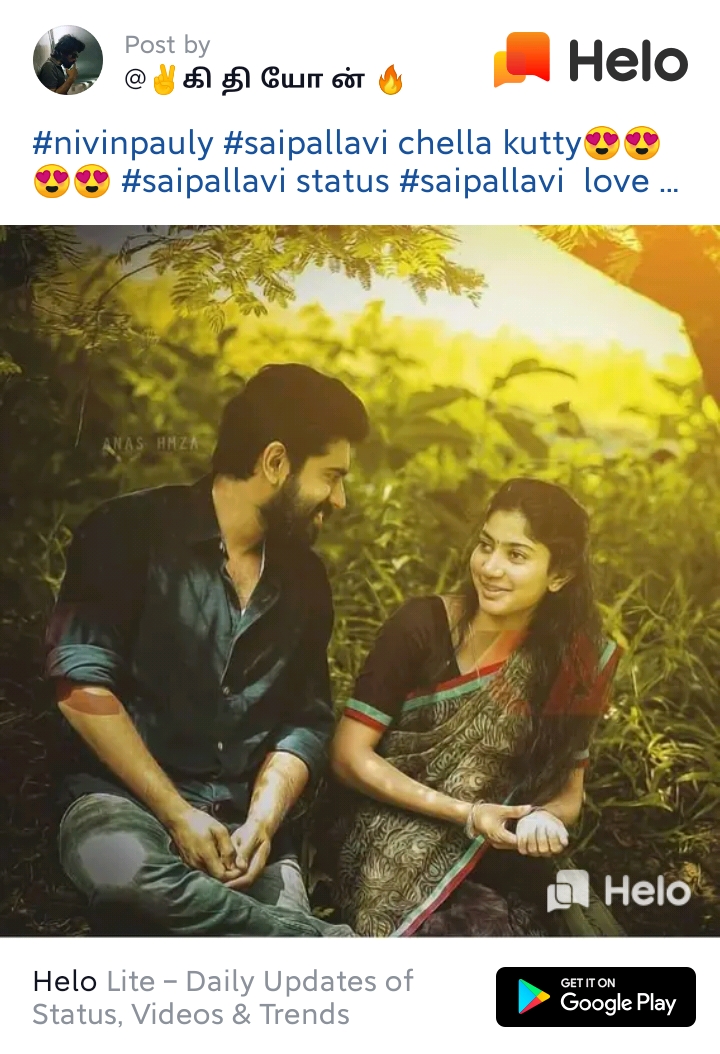 Post by
Helo
@✌கி தி யோ ன் 🔥
#nivinpauly #saipallavi chella kutty😍😍
😍😍 #saipallavi status #saipallavi love ...
ANAS HMZA
Helo
Helo Lite – Daily Updates of
Status, Videos & Trends
GET IT ON
Google Play